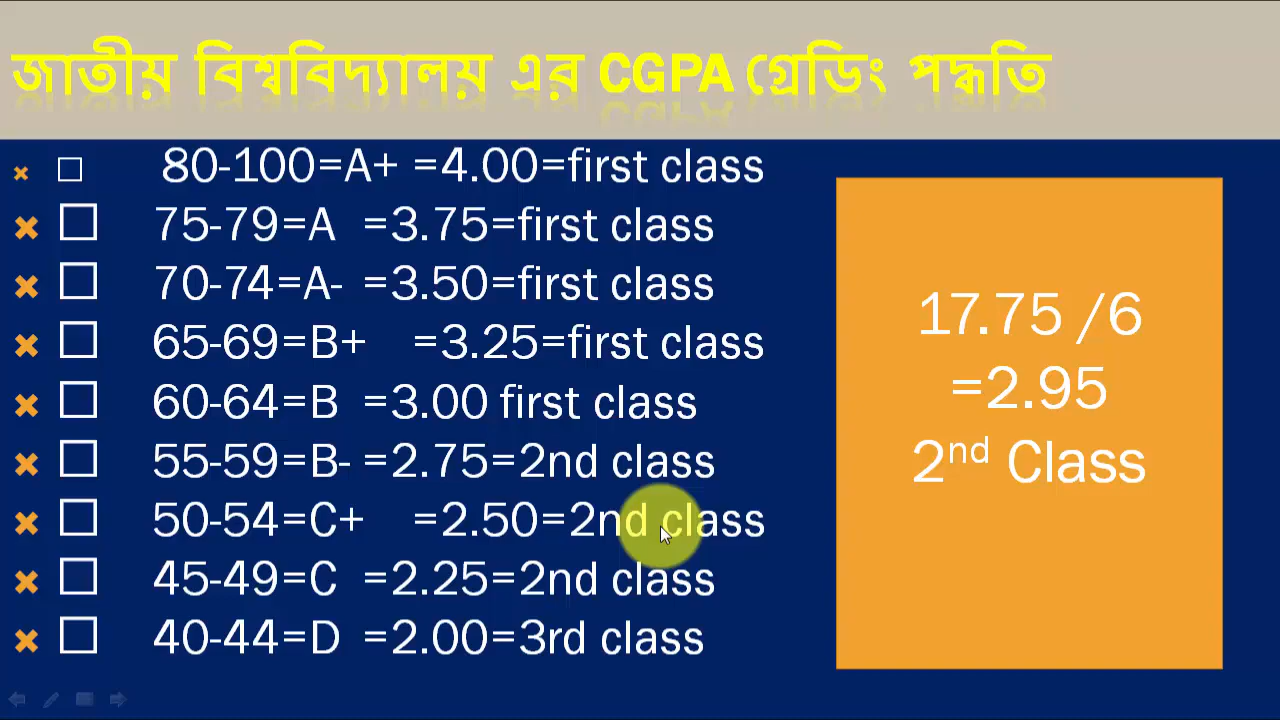 জাতীয় বিশ্ববিদ্যালয় এর CGPA গ্রেডিং পদ্ধতি
80-100=A+ =4.00=first class
75-79=A =3.75=first class
70-74=A- =3.50=first class
65-69=B+ =3.25=first class
60-64=B =3.00 first class
55-59=B- =2.75=2nd class
50-54=C+ =2.50=2nd class
45-49=C =2.25=2nd class
40-44=D =2.00=3rd class
17.75 /6
=2.95
2nd Class